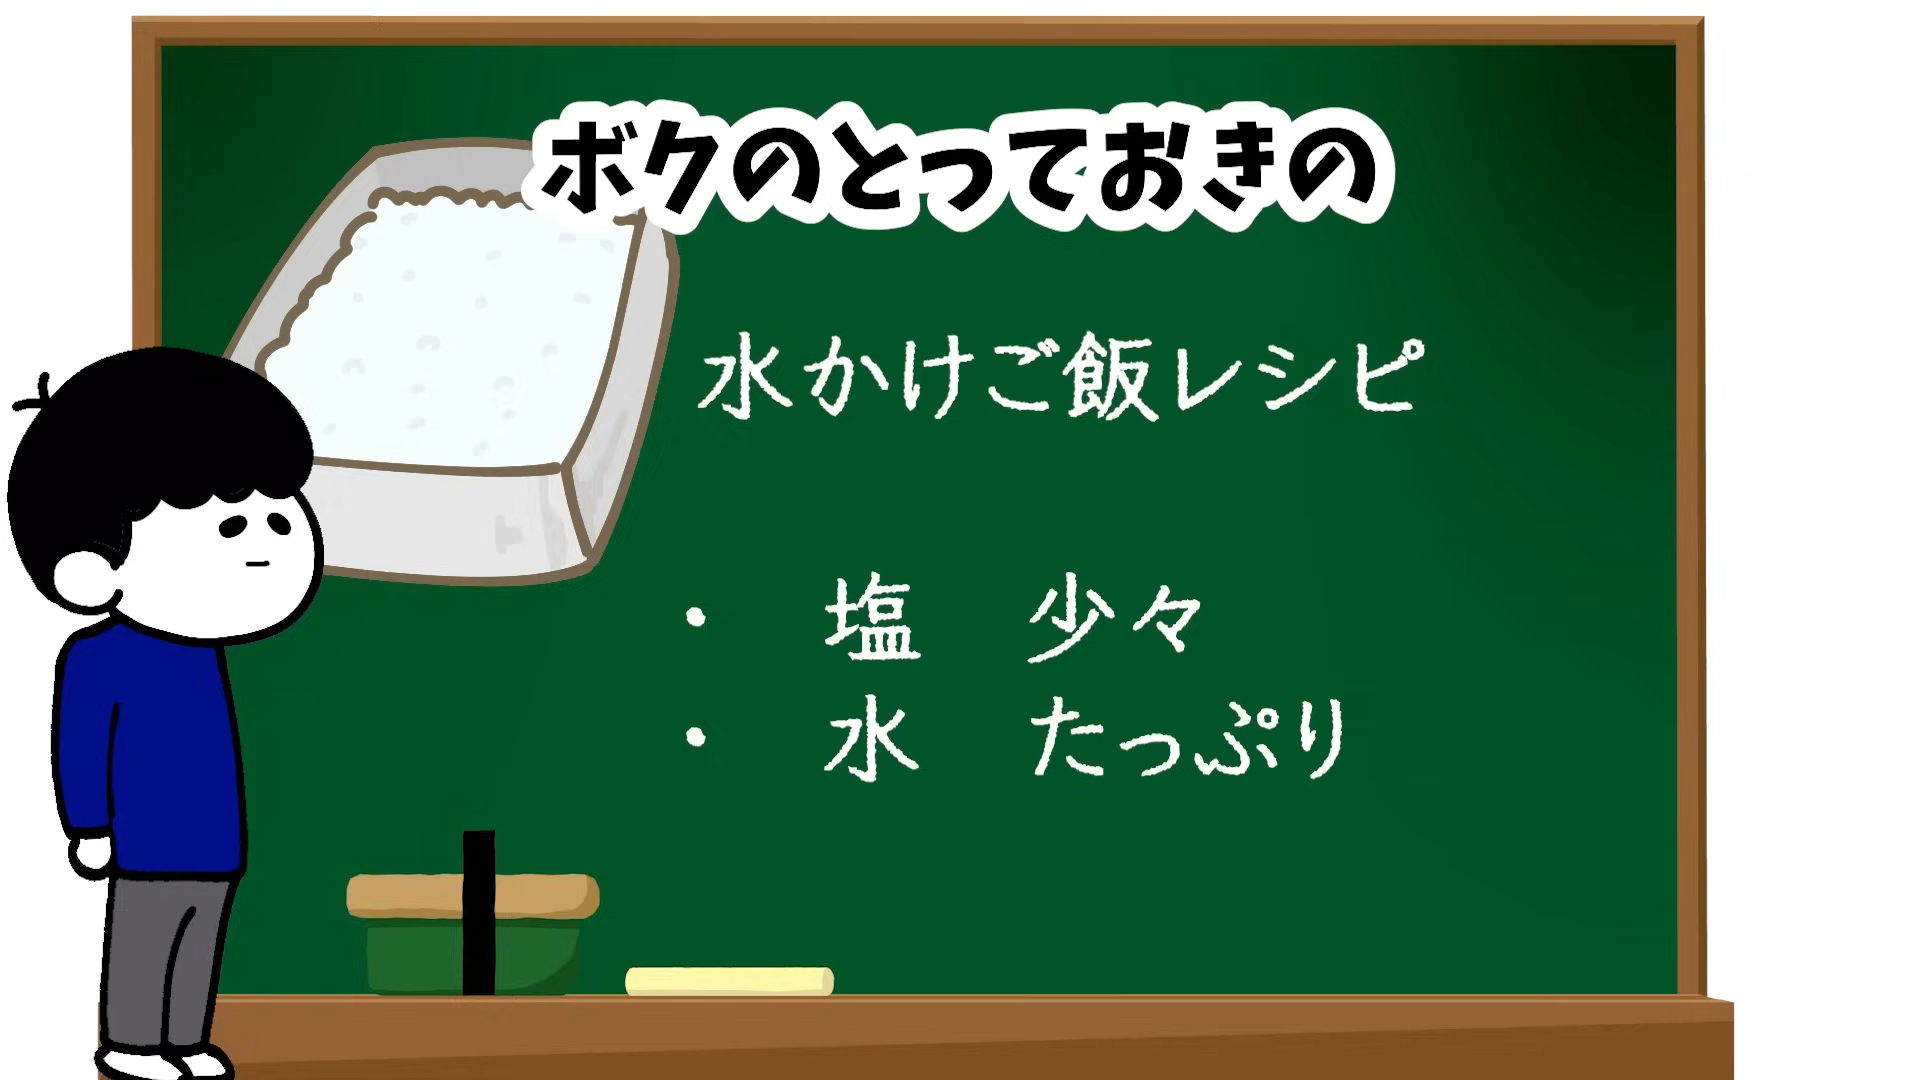 ボクのとっておきの
水かけご飯レシピ
・ 塩 少々
・ 水 たっぷり